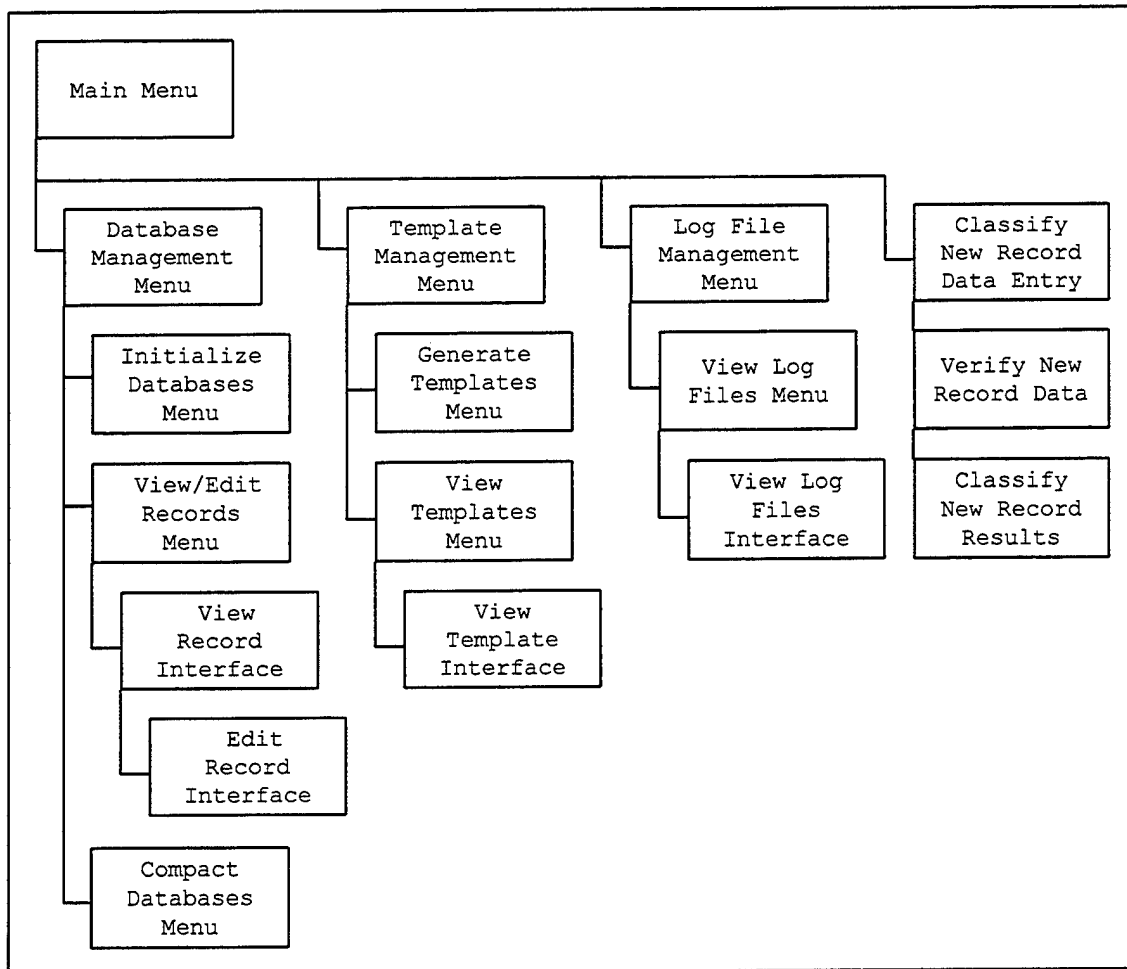 Main Menu
Database
Management
Menu
Initialize
Databases
Menu
View/Edit
Records
Menu
View
Record
Interface
Edit
Record
Interface
Compact
Databases
Menu
Template
Management
Menu
Generate
Templates
Menu
View
Templates
Menu
View
Template
Interface
Log File
Management
Menu
View Log
Files Menu
View Log
Files
Interface
Classify
New Record
Data Entry
Verify New
Record Data
Classify
New Record
Results